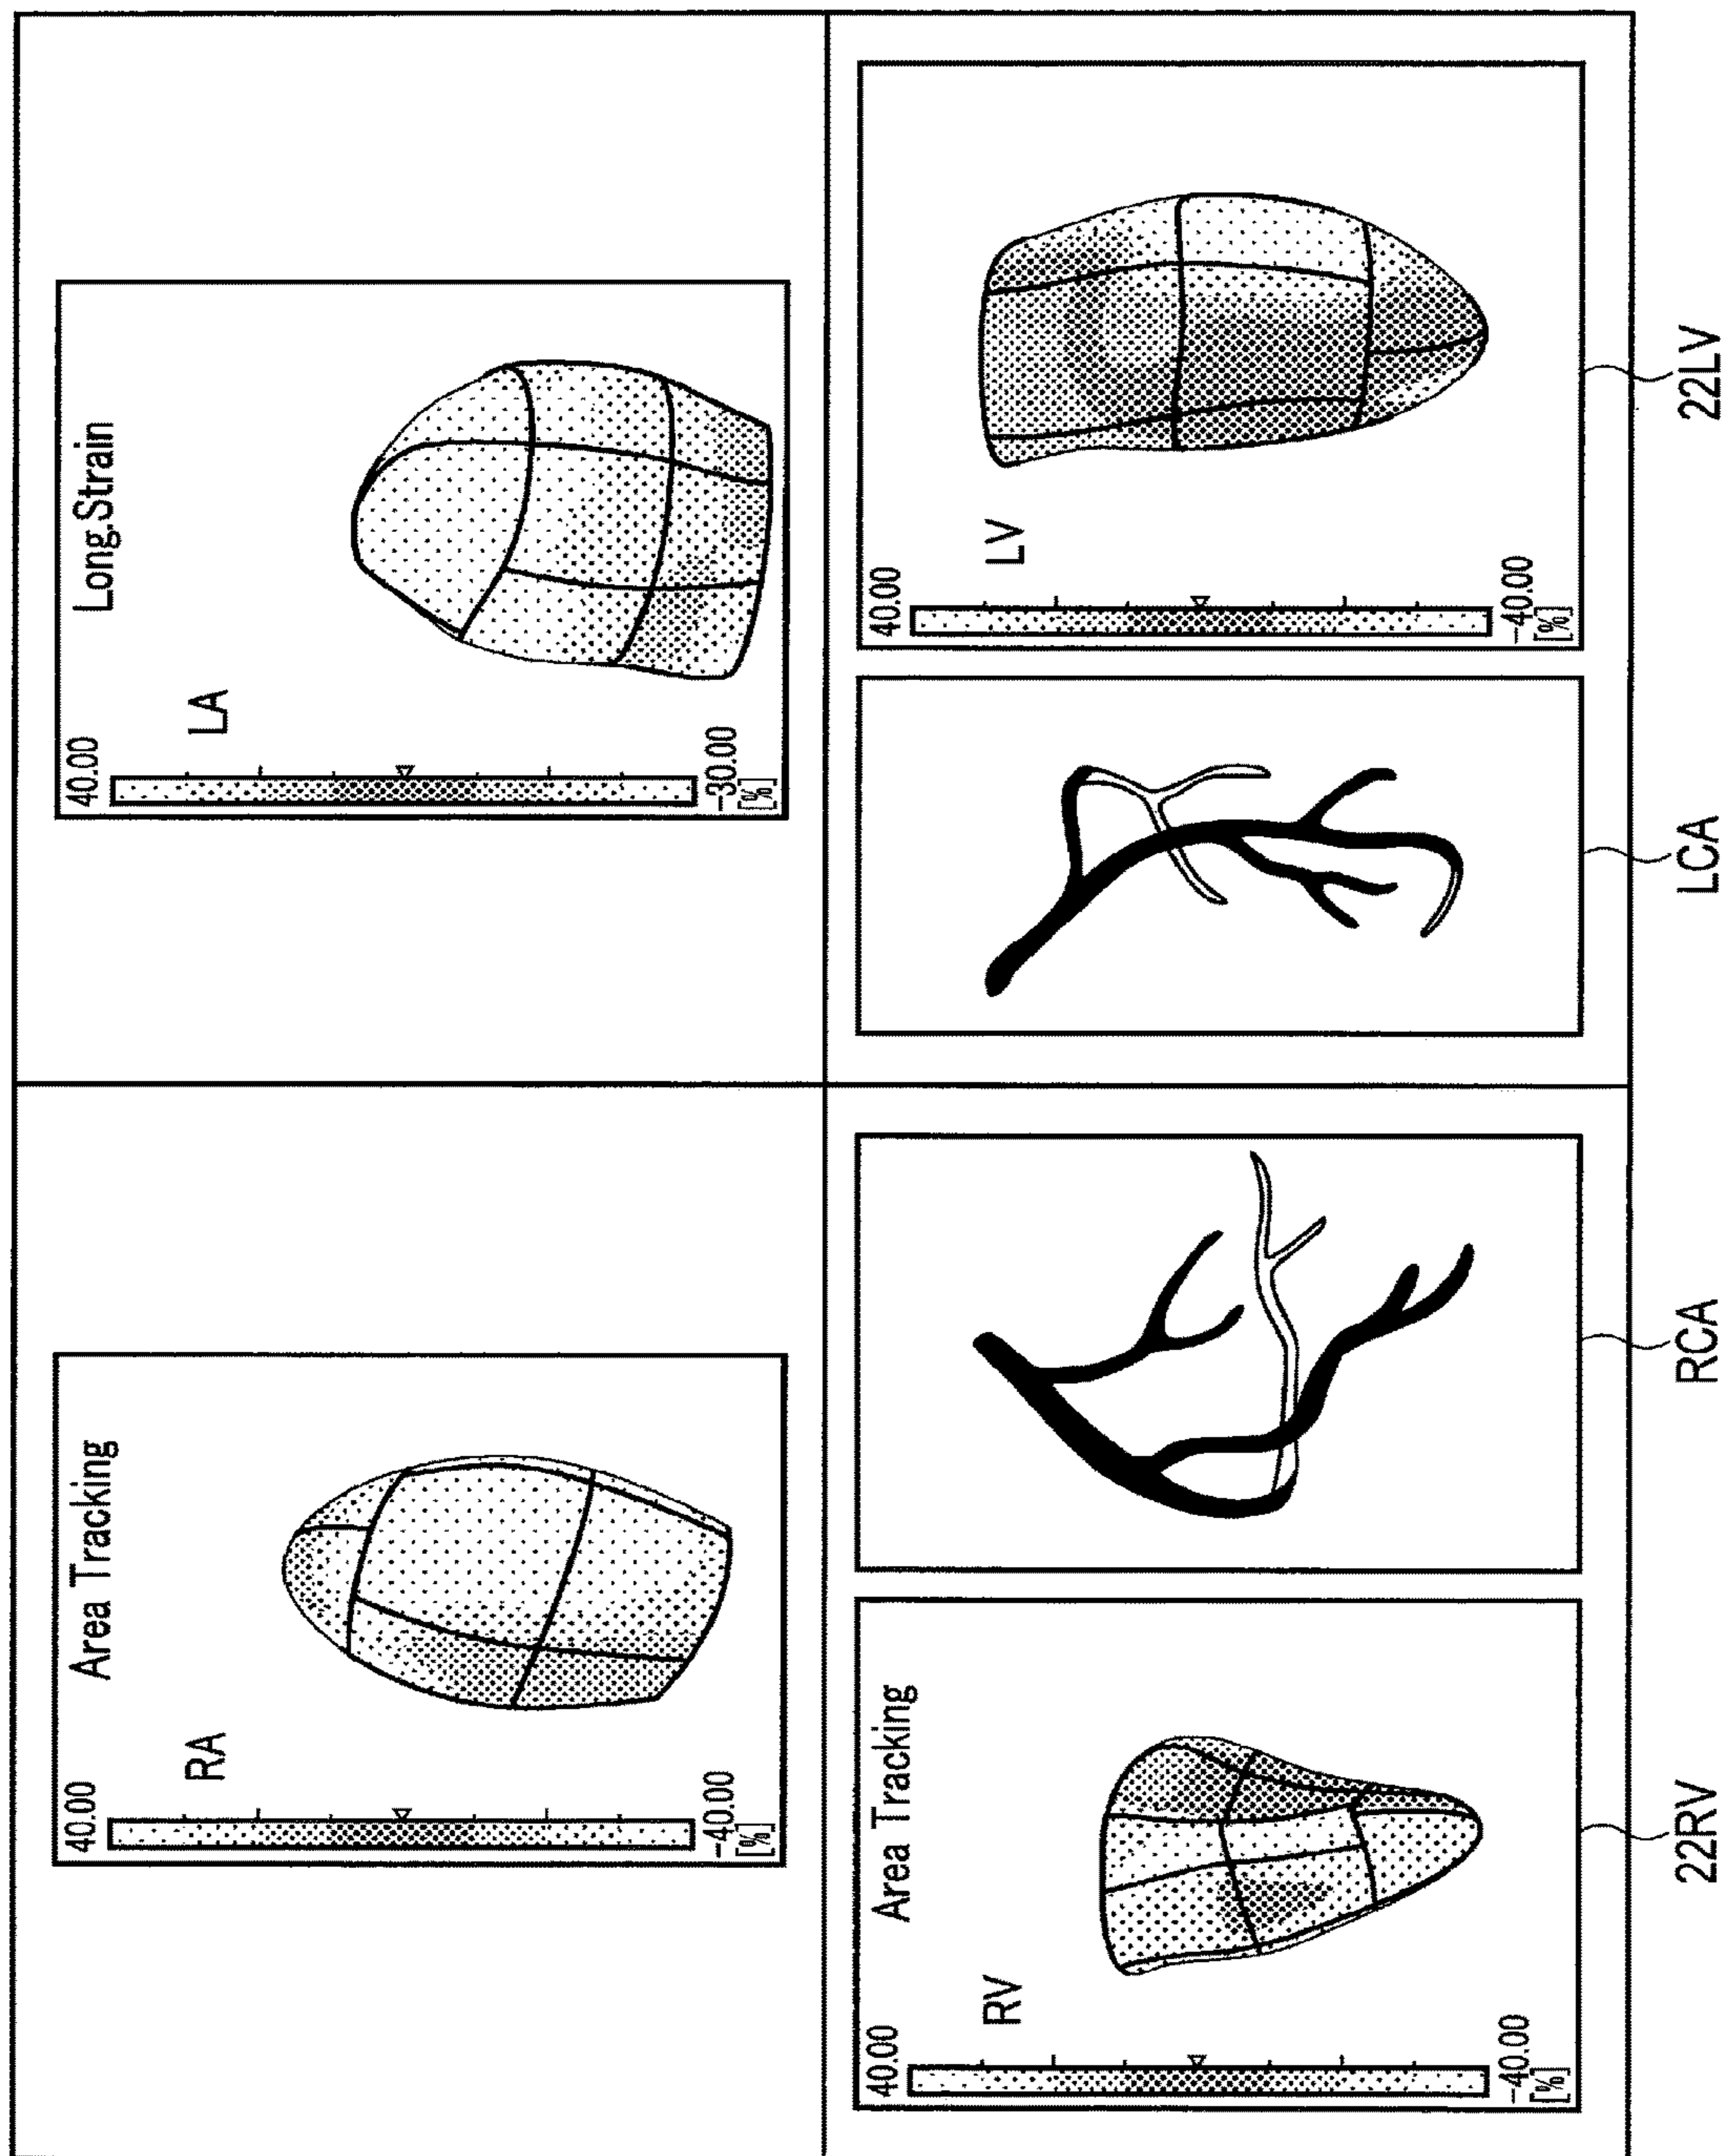 Area Tracking
40.00
RA
-40.00
[%]
Long.Strain
40.00
LA
-30.00
[%]
Area Tracking
40.00
RV
-40.00
[%]
40.00
LV
-40.00
[%]
22RV
RCA
LCA
22LV